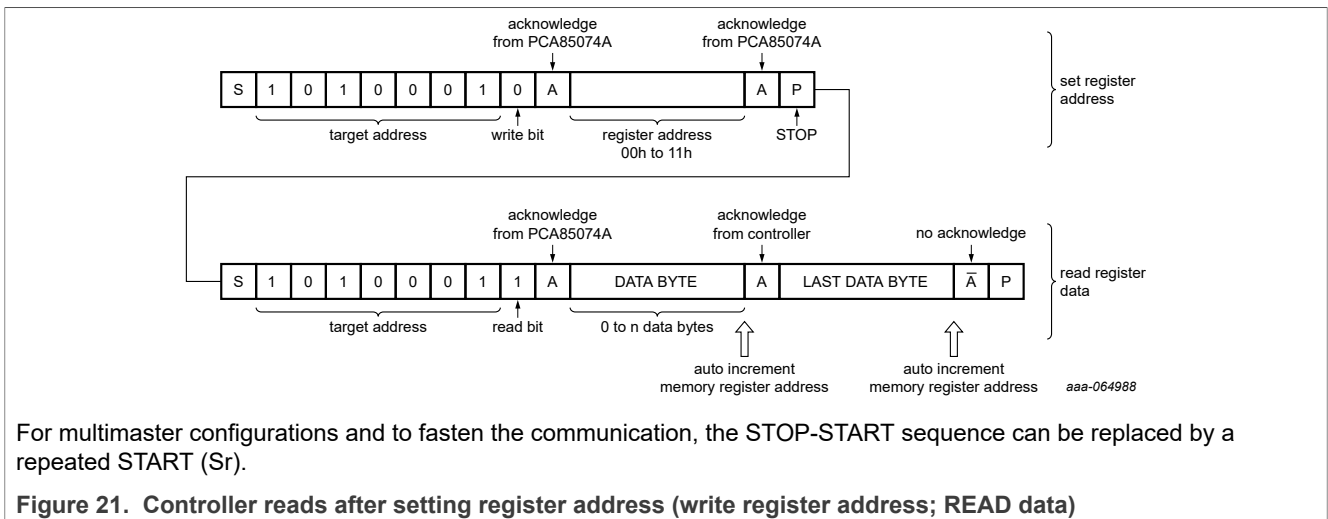 acknowledge
from PCA85074A
acknowledge
from PCA85074A
S 1 0 1 0 0 0 1 0 A A P
set register
address
target address
write bit
register address
00h to 11h
STOP
acknowledge
from PCA85074A
acknowledge
from controller
no acknowledge
S 1 0 1 0 0 0 1 1 A DATA BYTE A LAST DATA BYTE A̅ P
read register
data
target address
read bit
0 to n data bytes
auto increment
memory register address
auto increment
memory register address
aaa-064988
For multimaster configurations and to fasten the communication, the STOP-START sequence can be replaced by a
repeated START (Sr).
Figure 21. Controller reads after setting register address (write register address; READ data)